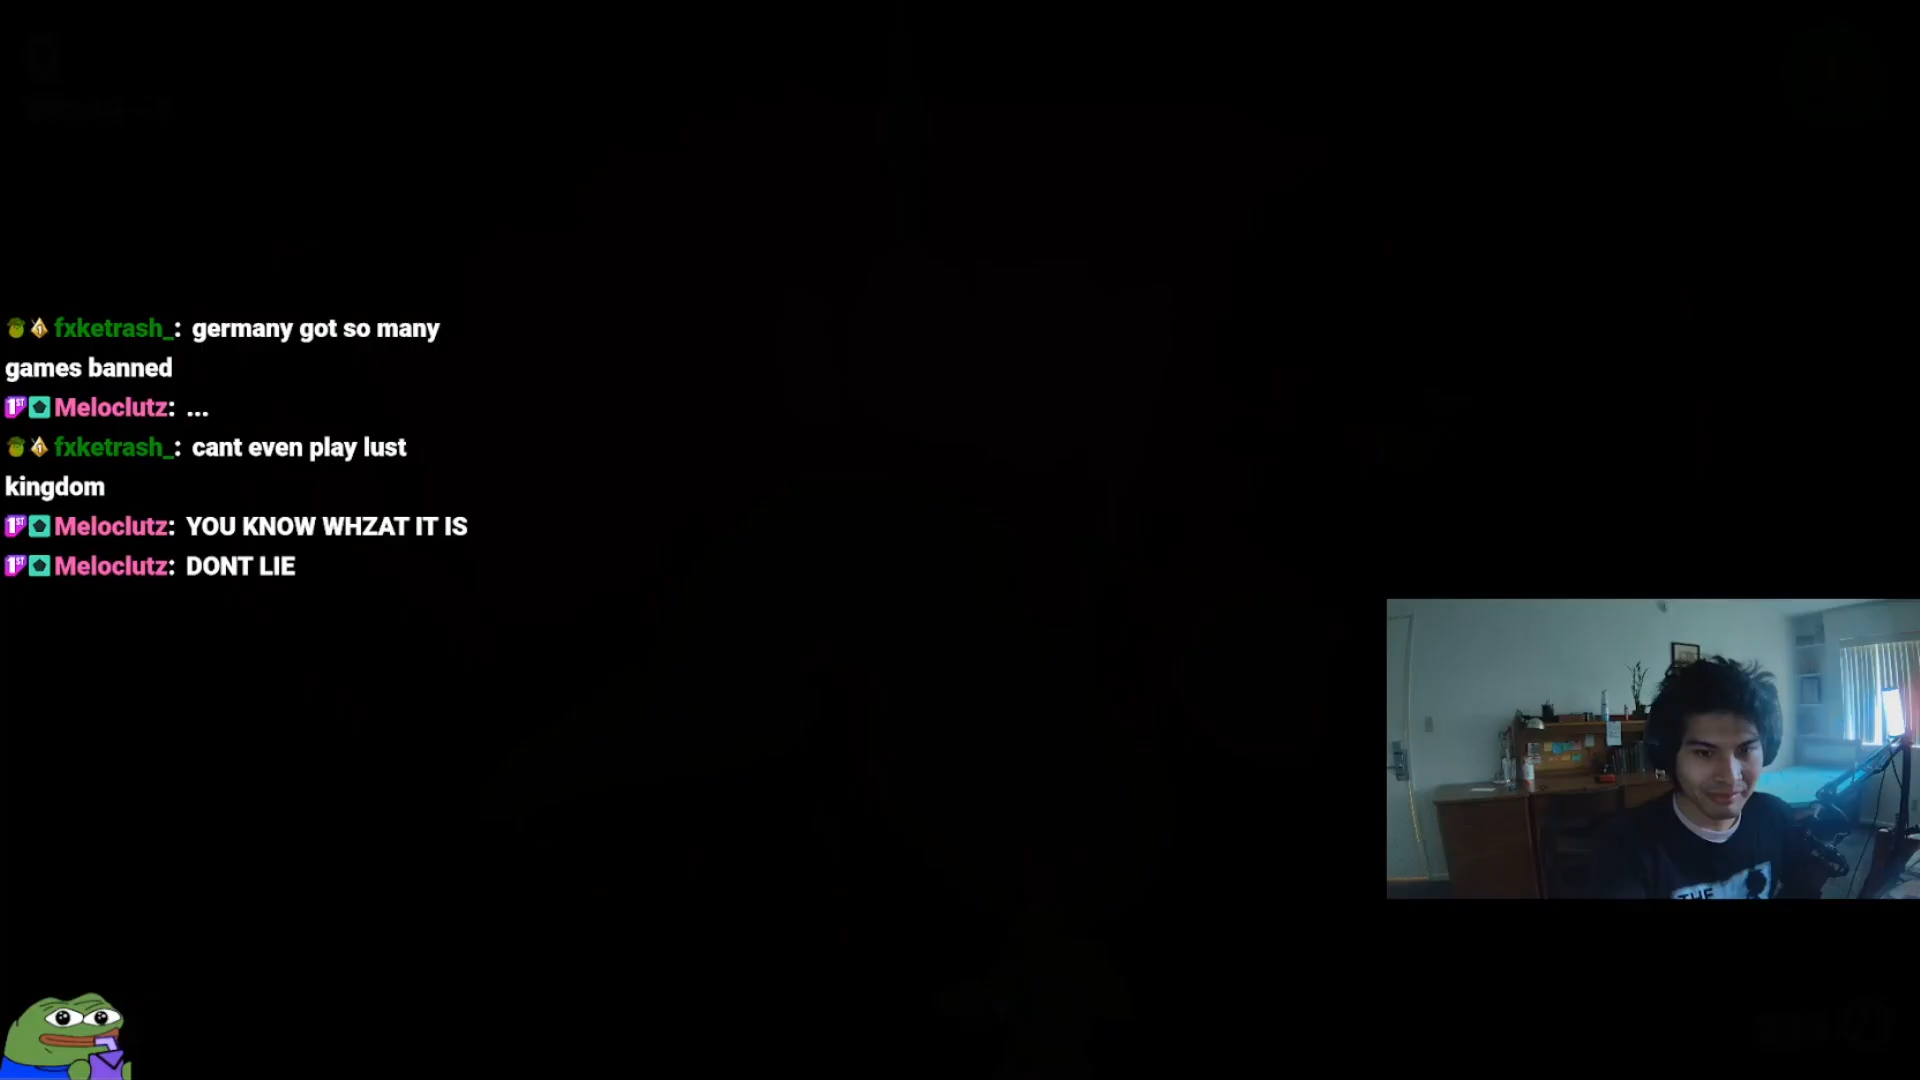 fxketrash_: germany got so many
games banned
Meloclutz: ...
fxketrash_: cant even play lust
kingdom
Meloclutz: YOU KNOW WHZAT IT IS
Meloclutz: DONT LIE
THE